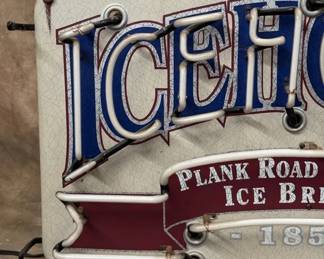 ICEH
PLANK ROAD
ICE BR
- 185